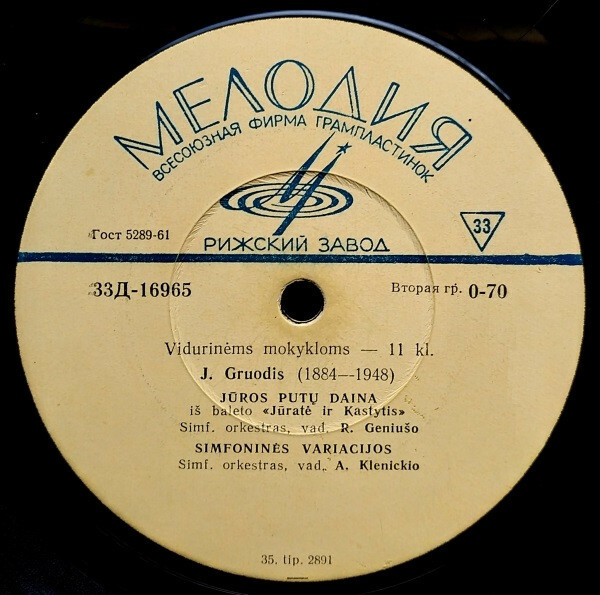 МЕЛОДИЯ
ВСЕСОЮЗНАЯ ФИРМА ГРАМПЛАСТИНОК
Гост 5289-61
33
РИЖСКИЙ ЗАВОД
33Д-16965
Вторая гр. 0-70
Vidurinėms mokykloms — 11 kl.
J. Gruodis (1884—1948)
JŪROS PUTŲ DAINA
iš baleto «Jūratė ir Kastytis»
Simf. orkestras, vad. R. Geniušo
SIMFONINĖS VARIACIJOS
Simf. orkestras, vad. A. Klenickio
35. tip. 2891